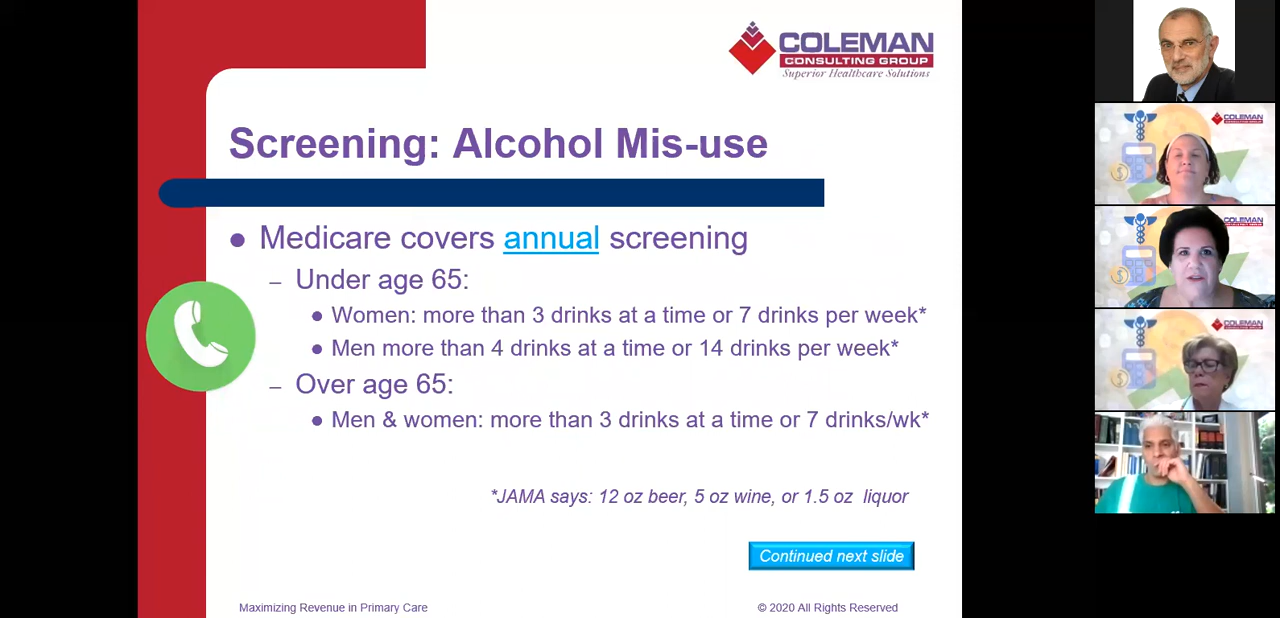 COLEMAN
CONSULTING GROUP
Superior Healthcare Solutions
Screening: Alcohol Mis-use
Medicare covers annual screening
– Under age 65:
Women: more than 3 drinks at a time or 7 drinks per week*
Men more than 4 drinks at a time or 14 drinks per week*
– Over age 65:
Men & women: more than 3 drinks at a time or 7 drinks/wk*
*JAMA says: 12 oz beer, 5 oz wine, or 1.5 oz liquor
Continued next slide
Maximizing Revenue in Primary Care
© 2020 All Rights Reserved
COLEMAN
COLEMAN
COLEMAN